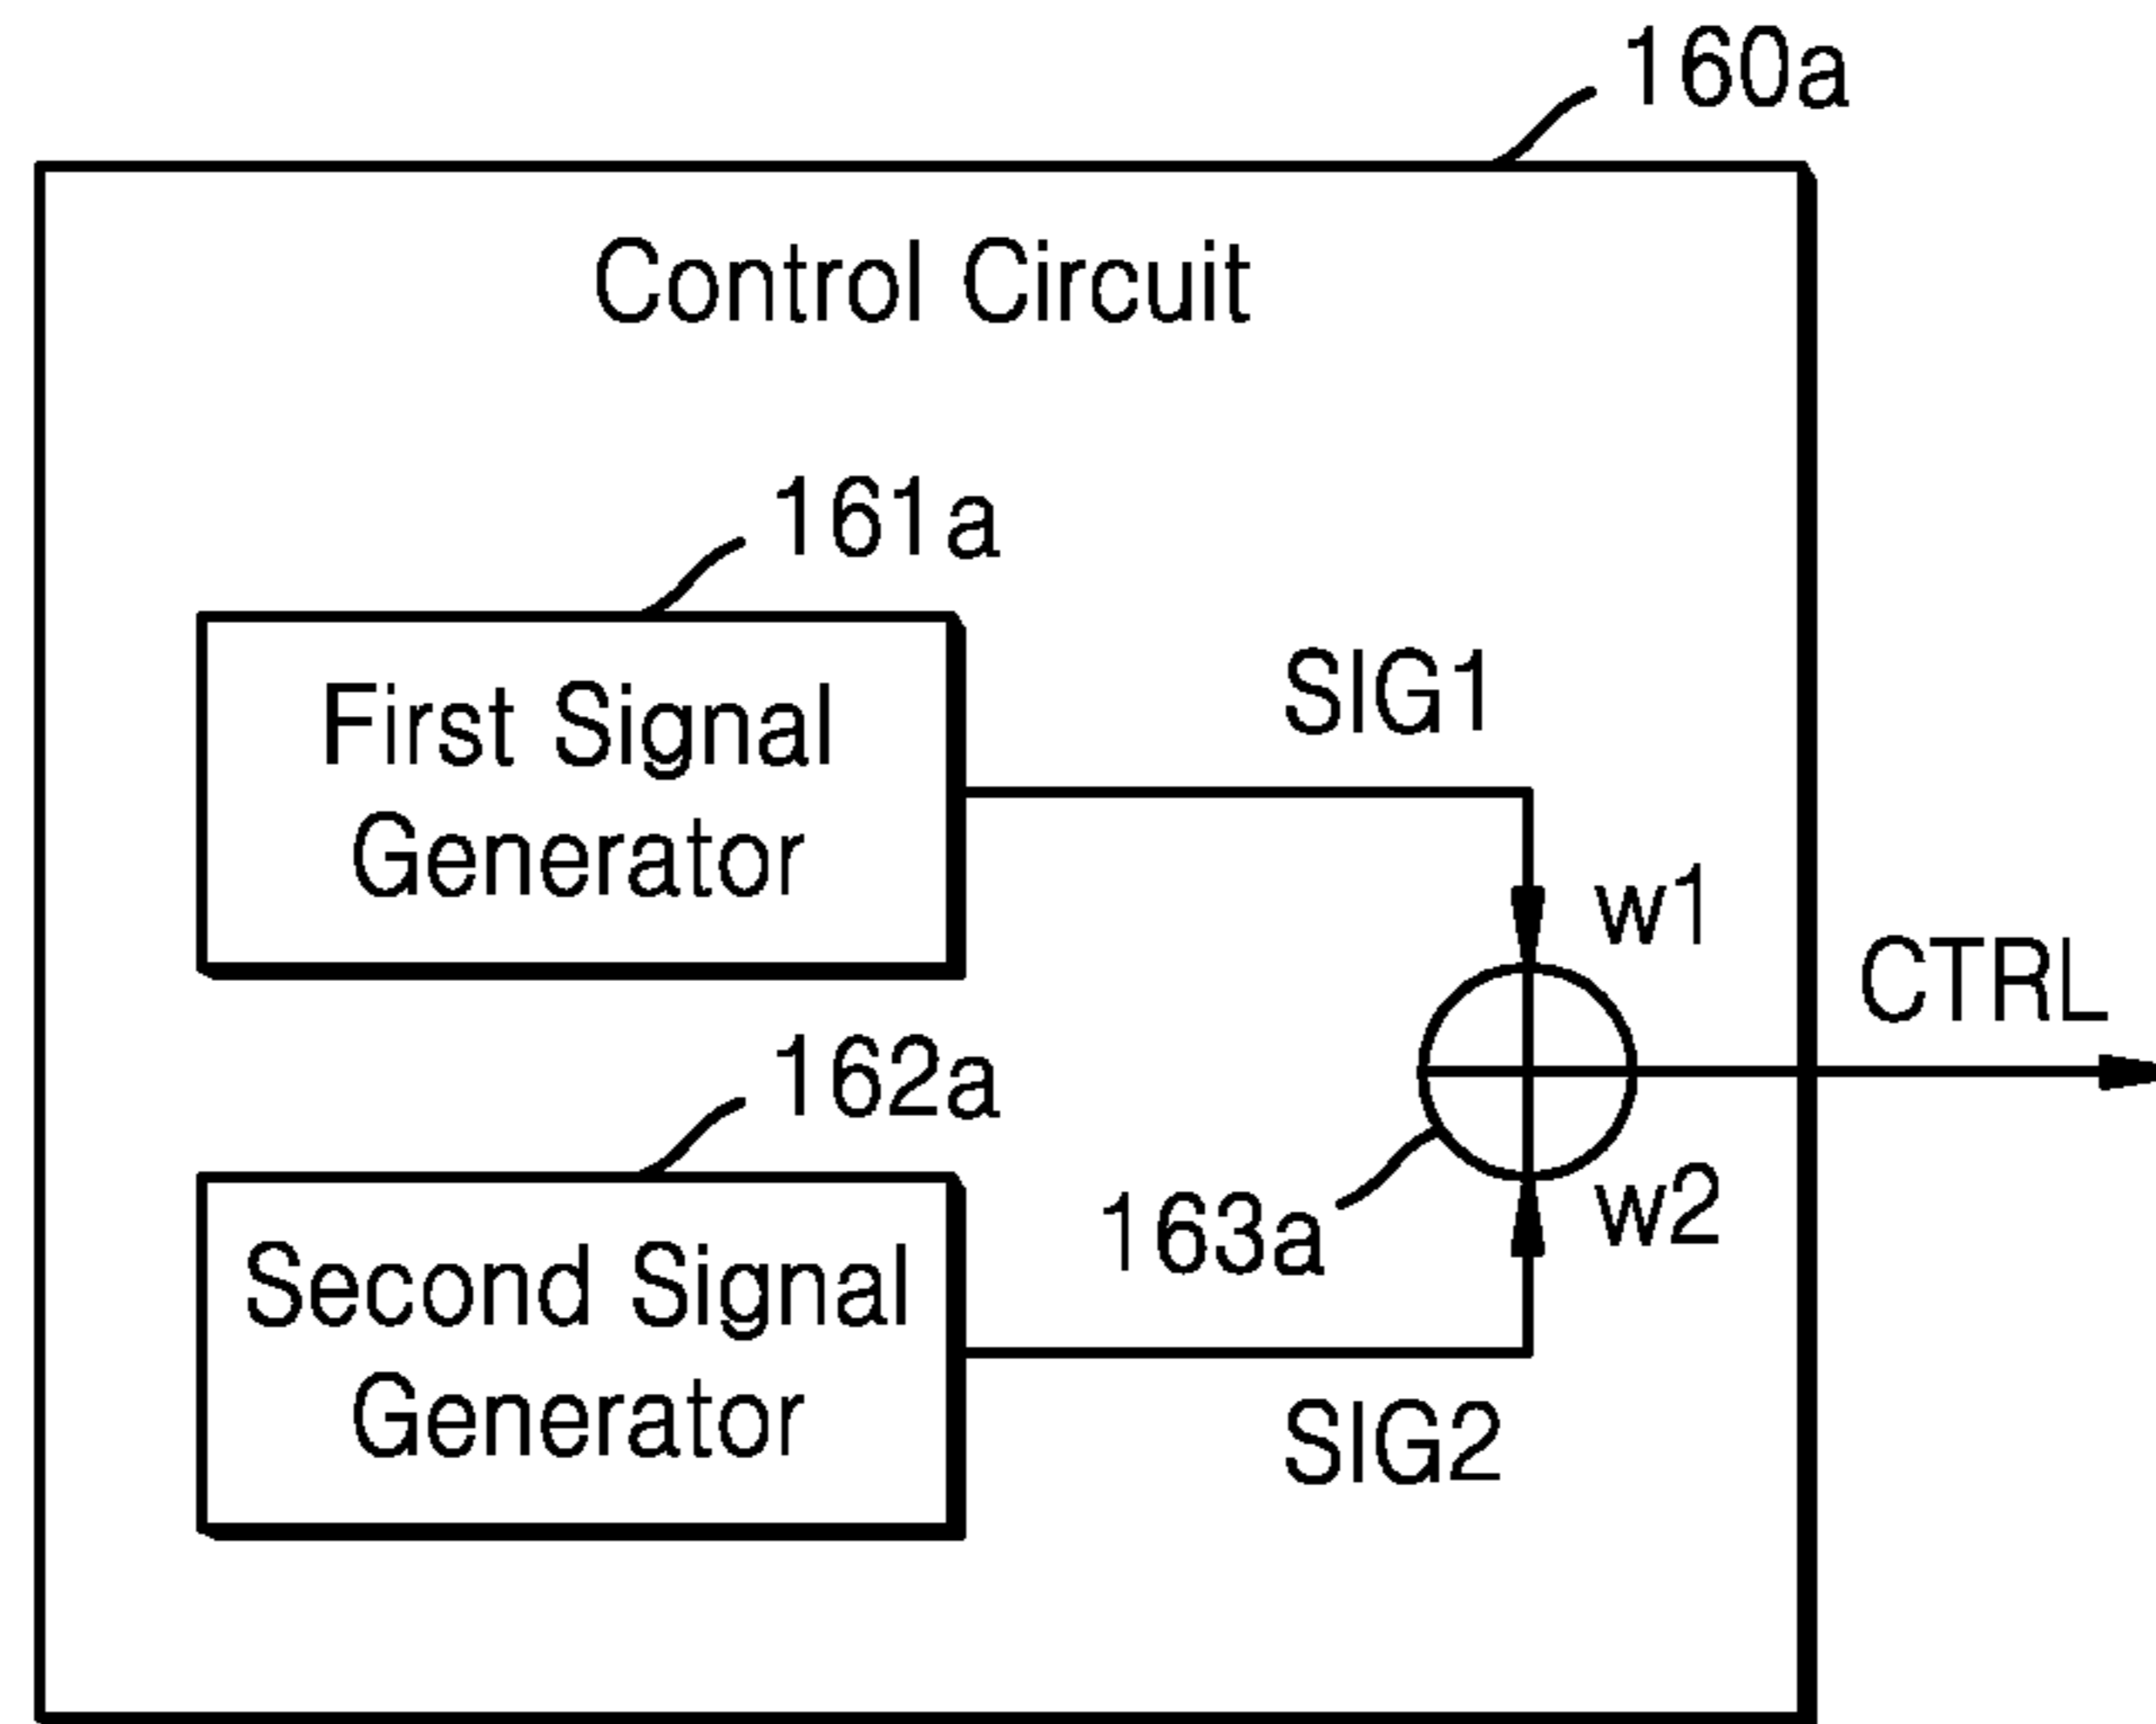 160a
Control Circuit
161a
First Signal
Generator
SIG1
w1
CTRL
162a
Second Signal
Generator
163a
w2
SIG2